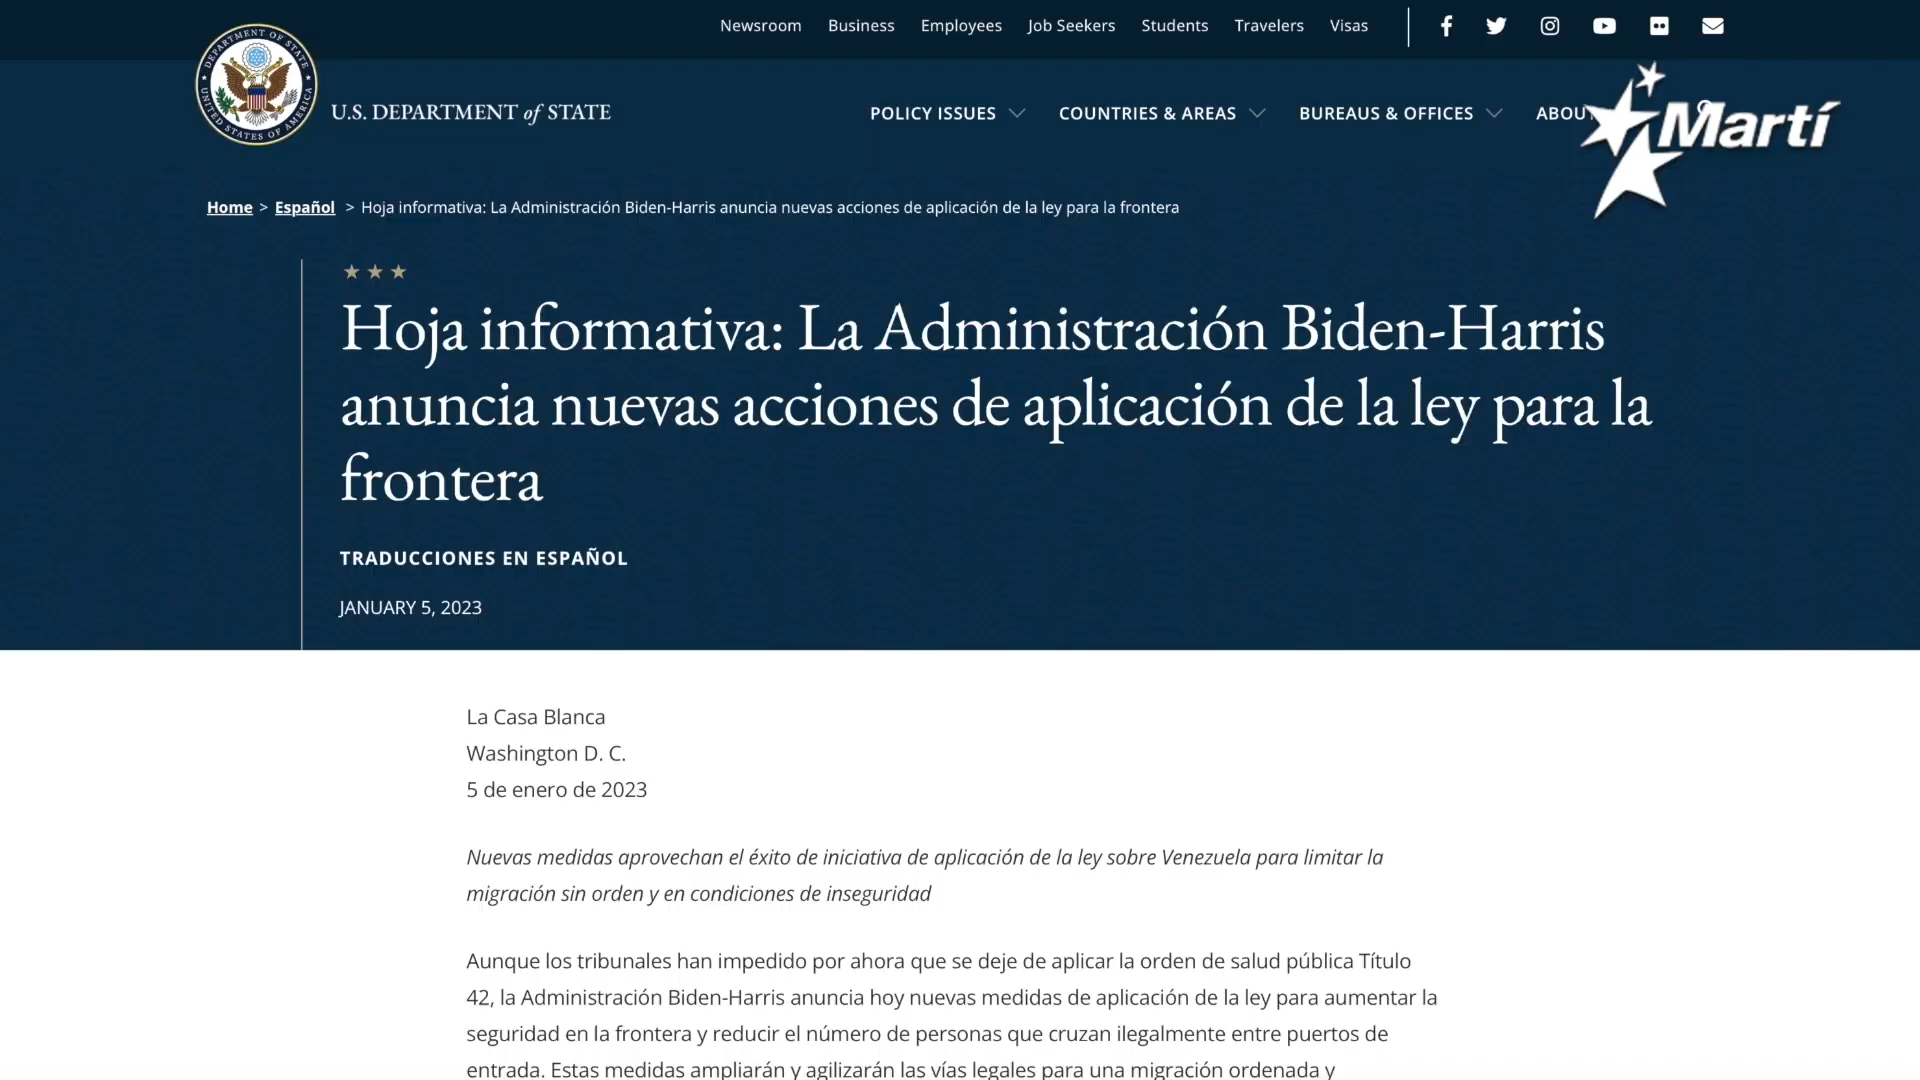 Newsroom Business Employees Job Seekers Students Travelers Visas
DEPARTMENT OF STATE
UNITED STATES OF AMERICA
U.S. DEPARTMENT of STATE
POLICY ISSUES COUNTRIES & AREAS BUREAUS & OFFICES ABOU
Martí
Home > Español > Hoja informativa: La Administración Biden-Harris anuncia nuevas acciones de aplicación de la ley para la frontera
Hoja informativa: La Administración Biden-Harris
anuncia nuevas acciones de aplicación de la ley para la
frontera
TRADUCCIONES EN ESPAÑOL
JANUARY 5, 2023
La Casa Blanca
Washington D. C.
5 de enero de 2023
Nuevas medidas aprovechan el éxito de iniciativa de aplicación de la ley sobre Venezuela para limitar la
migración sin orden y en condiciones de inseguridad
Aunque los tribunales han impedido por ahora que se deje de aplicar la orden de salud pública Título
42, la Administración Biden-Harris anuncia hoy nuevas medidas de aplicación de la ley para aumentar la
seguridad en la frontera y reducir el número de personas que cruzan ilegalmente entre puertos de
entrada. Estas medidas ampliarán y agilizarán las vías legales para una migración ordenada y